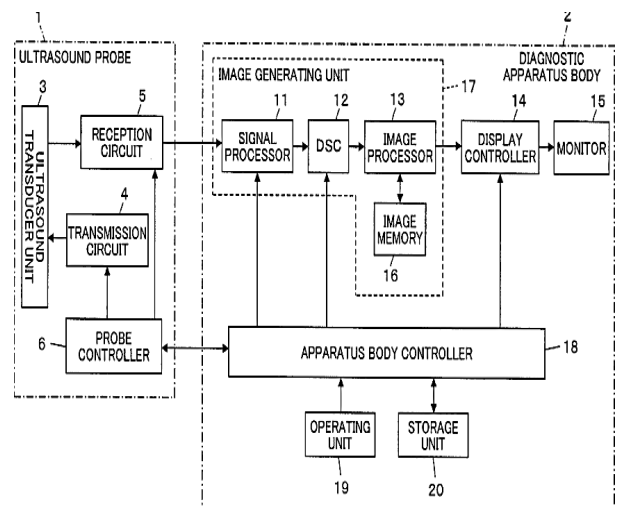 1
2
ULTRASOUND PROBE
DIAGNOSTIC
APPARATUS BODY
IMAGE GENERATING UNIT
17
3
5
11
12
13
14
15
ULTRASOUND
TRANSDUCER UNIT
RECEPTION
CIRCUIT
SIGNAL
PROCESSOR
DSC
IMAGE
PROCESSOR
DISPLAY
CONTROLLER
MONITOR
4
TRANSMISSION
CIRCUIT
IMAGE
MEMORY
16
6
PROBE
CONTROLLER
APPARATUS BODY CONTROLLER
18
OPERATING
UNIT
STORAGE
UNIT
19
20